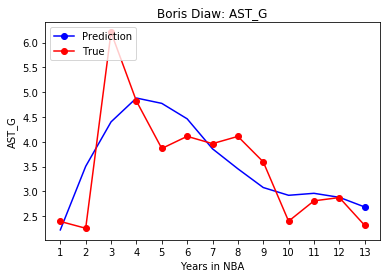 Boris Diaw: AST_G
Prediction
True
6.0
5.5
5.0
4.5
4.0
3.5
3.0
2.5
AST_G
1 2 3 4 5 6 7 8 9 10 11 12 13
Years in NBA